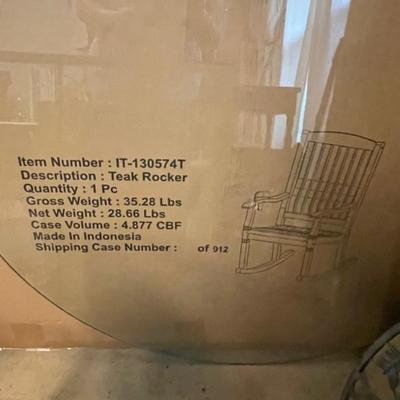 Item Number : IT-130574T
Description : Teak Rocker
Quantity : 1 Pc
Gross Weight : 35.28 Lbs
Net Weight : 28.66 Lbs
Case Volume : 4.877 CBF
Made In Indonesia
Shipping Case Number : of 912